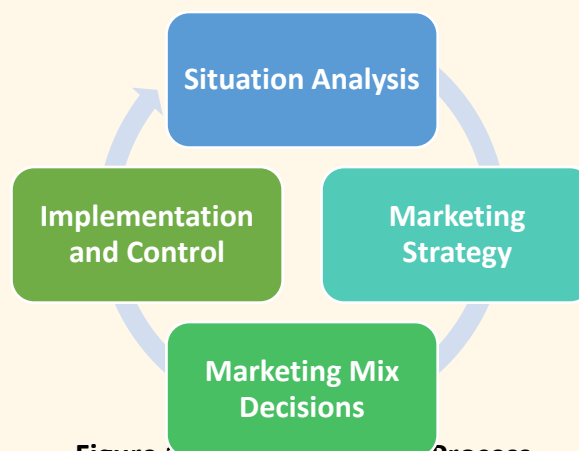 Situation Analysis
Implementation
and Control
Marketing
Strategy
Marketing Mix
Decisions
Figure
Process